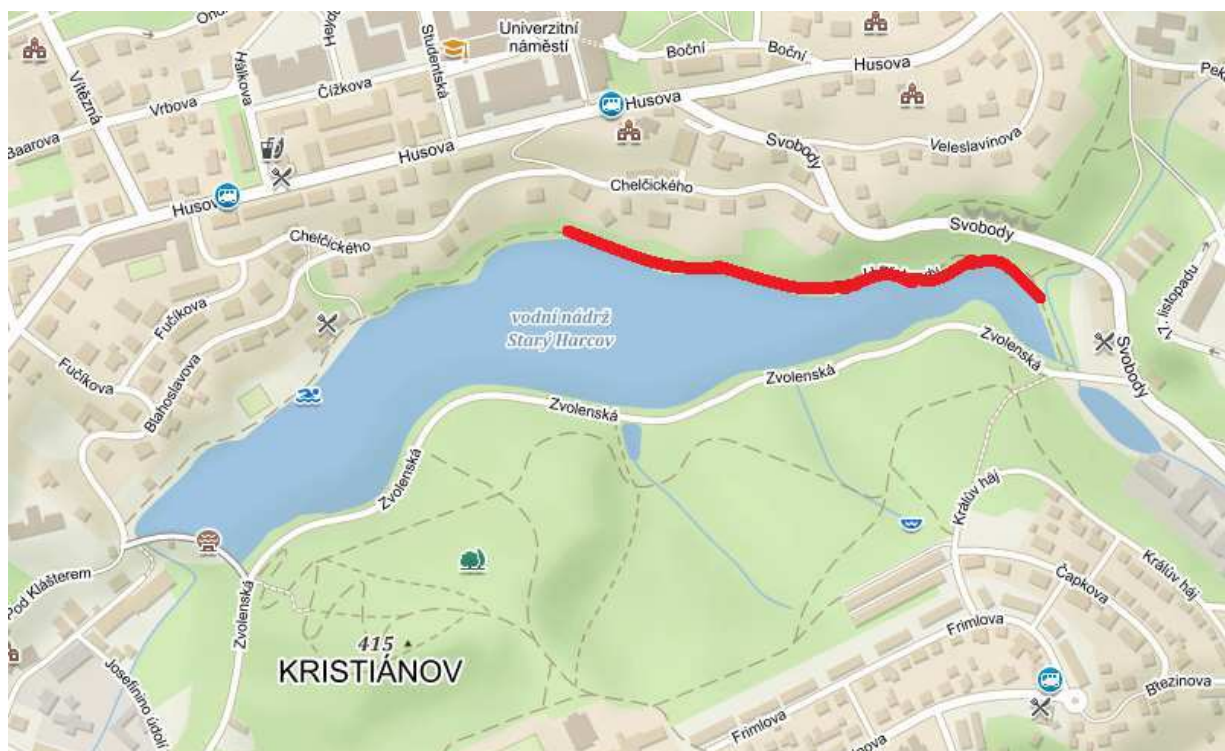 Univerzitní
náměstí
Boční
Boční
Husova
Studentská
Hálkova
Vítězná
Čížkova
Vrbova
Baarova
Husova
Husova
Husova
Svobody
Veleslavínova
Chelčického
Chelčického
Svobody
17. listopadu
Svobody
Fučíkova
Fučíkova
Blahoslavova
vodní nádrž
Starý Harcov
Zvolenská
Zvolenská
Zvolenská
Zvolenská
Zvolenská
Pod Klášterem
Josefinino údolí
415
KRISTIÁNOV
Králův háj
Králův háj
Čapkova
Frimlova
Frimlova
Březinova